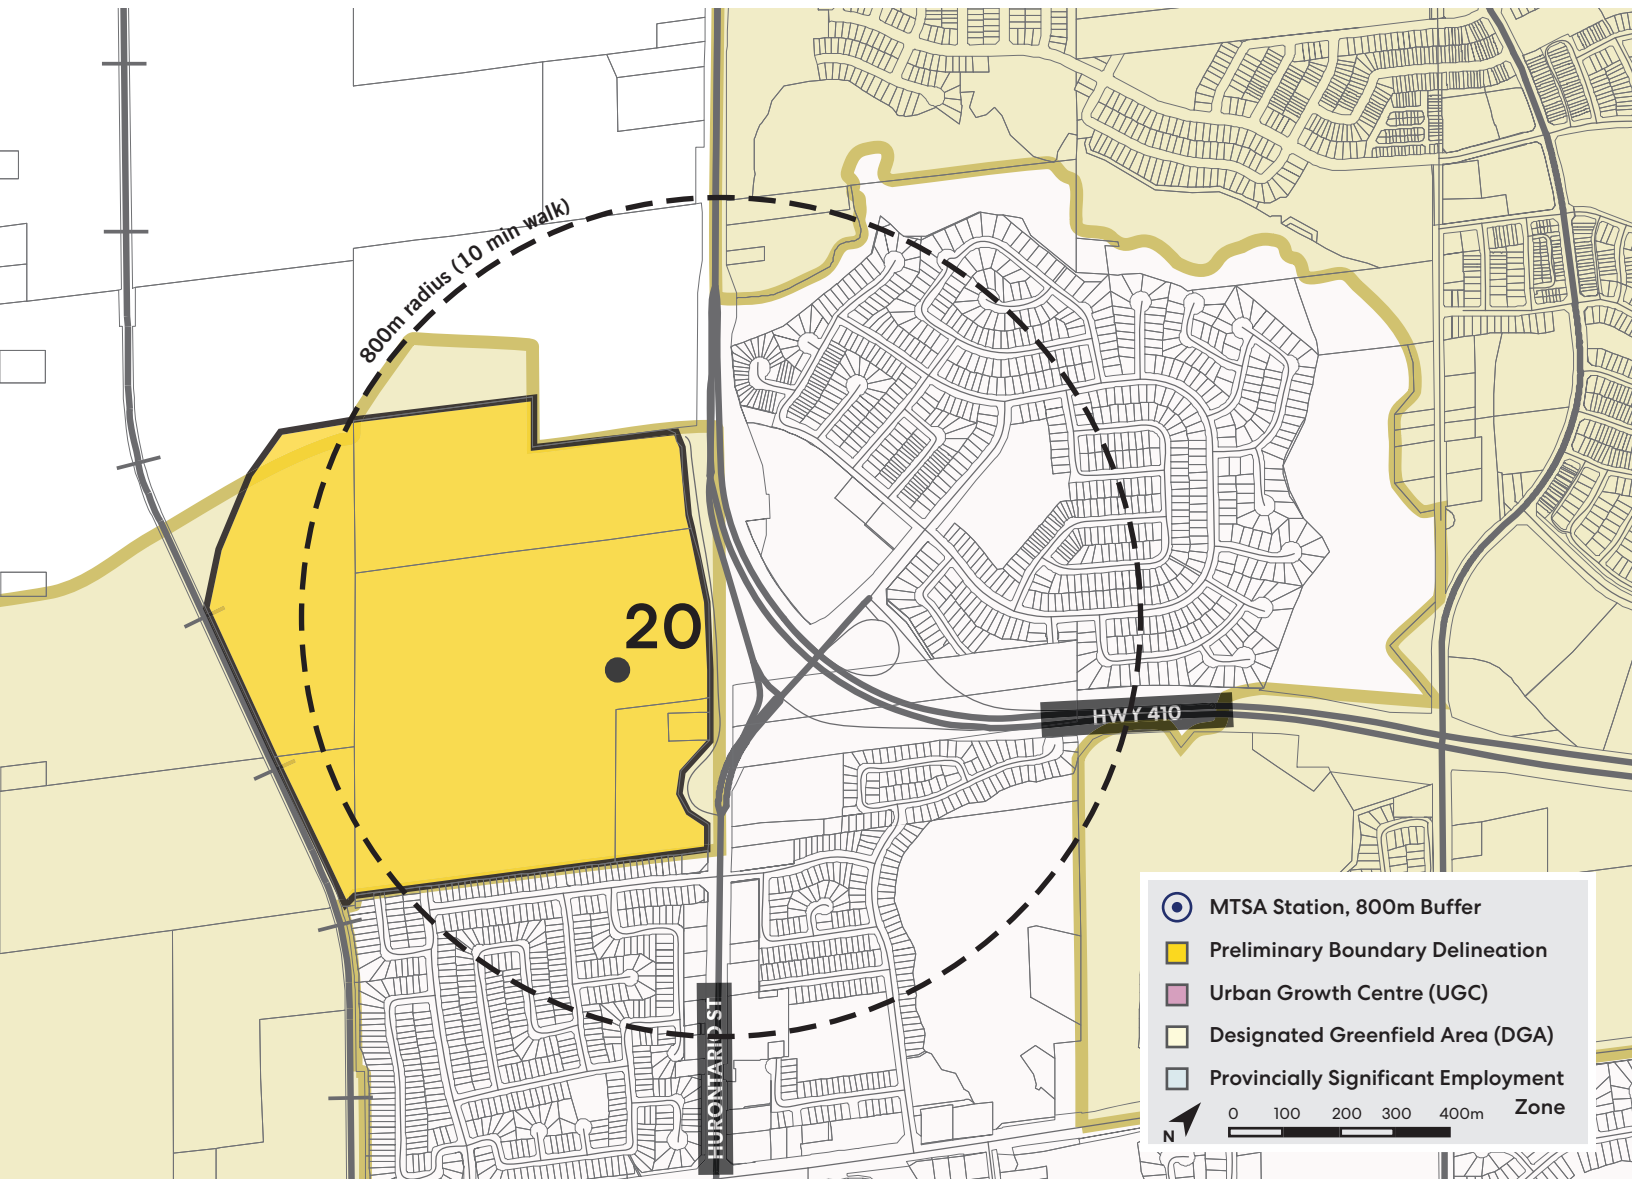 800m radius (10 min walk)
20
HWY 410
HURONTARIO ST
MTSA Station, 800m Buffer
Preliminary Boundary Delineation
Urban Growth Centre (UGC)
Designated Greenfield Area (DGA)
Provincially Significant Employment
Zone
0 100 200 300 400m
N